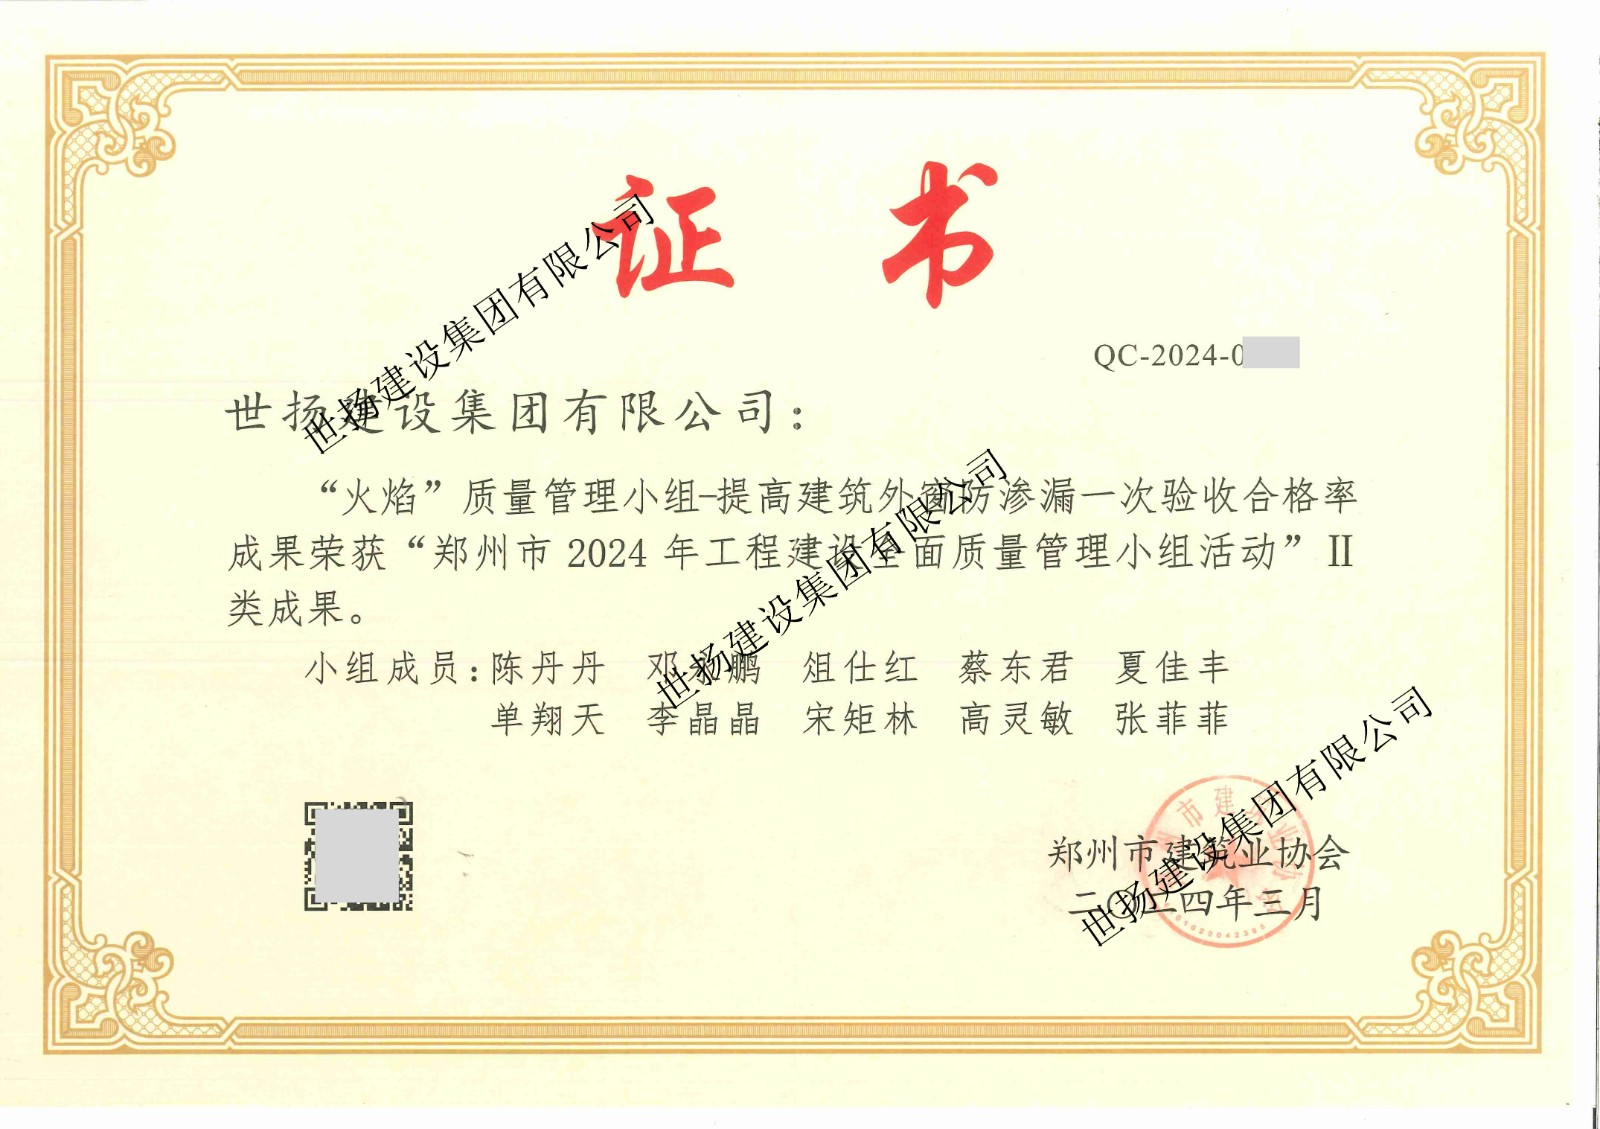 证书
QC-2024-0
世扬建设集团有限公司：
“火焰”质量管理小组-提高建筑外窗防渗漏一次验收合格率
成果荣获“郑州市 2024 年工程建设全面质量管理小组活动”Ⅱ
类成果。
小组成员：陈丹丹 邓 鹏 俎仕红 蔡东君 夏佳丰
单翔天 李晶晶 宋矩林 高灵敏 张菲菲
郑州市建筑业协会
二〇二四年三月
世扬建设集团有限公司
世扬建设集团有限公司
世扬建设集团有限公司